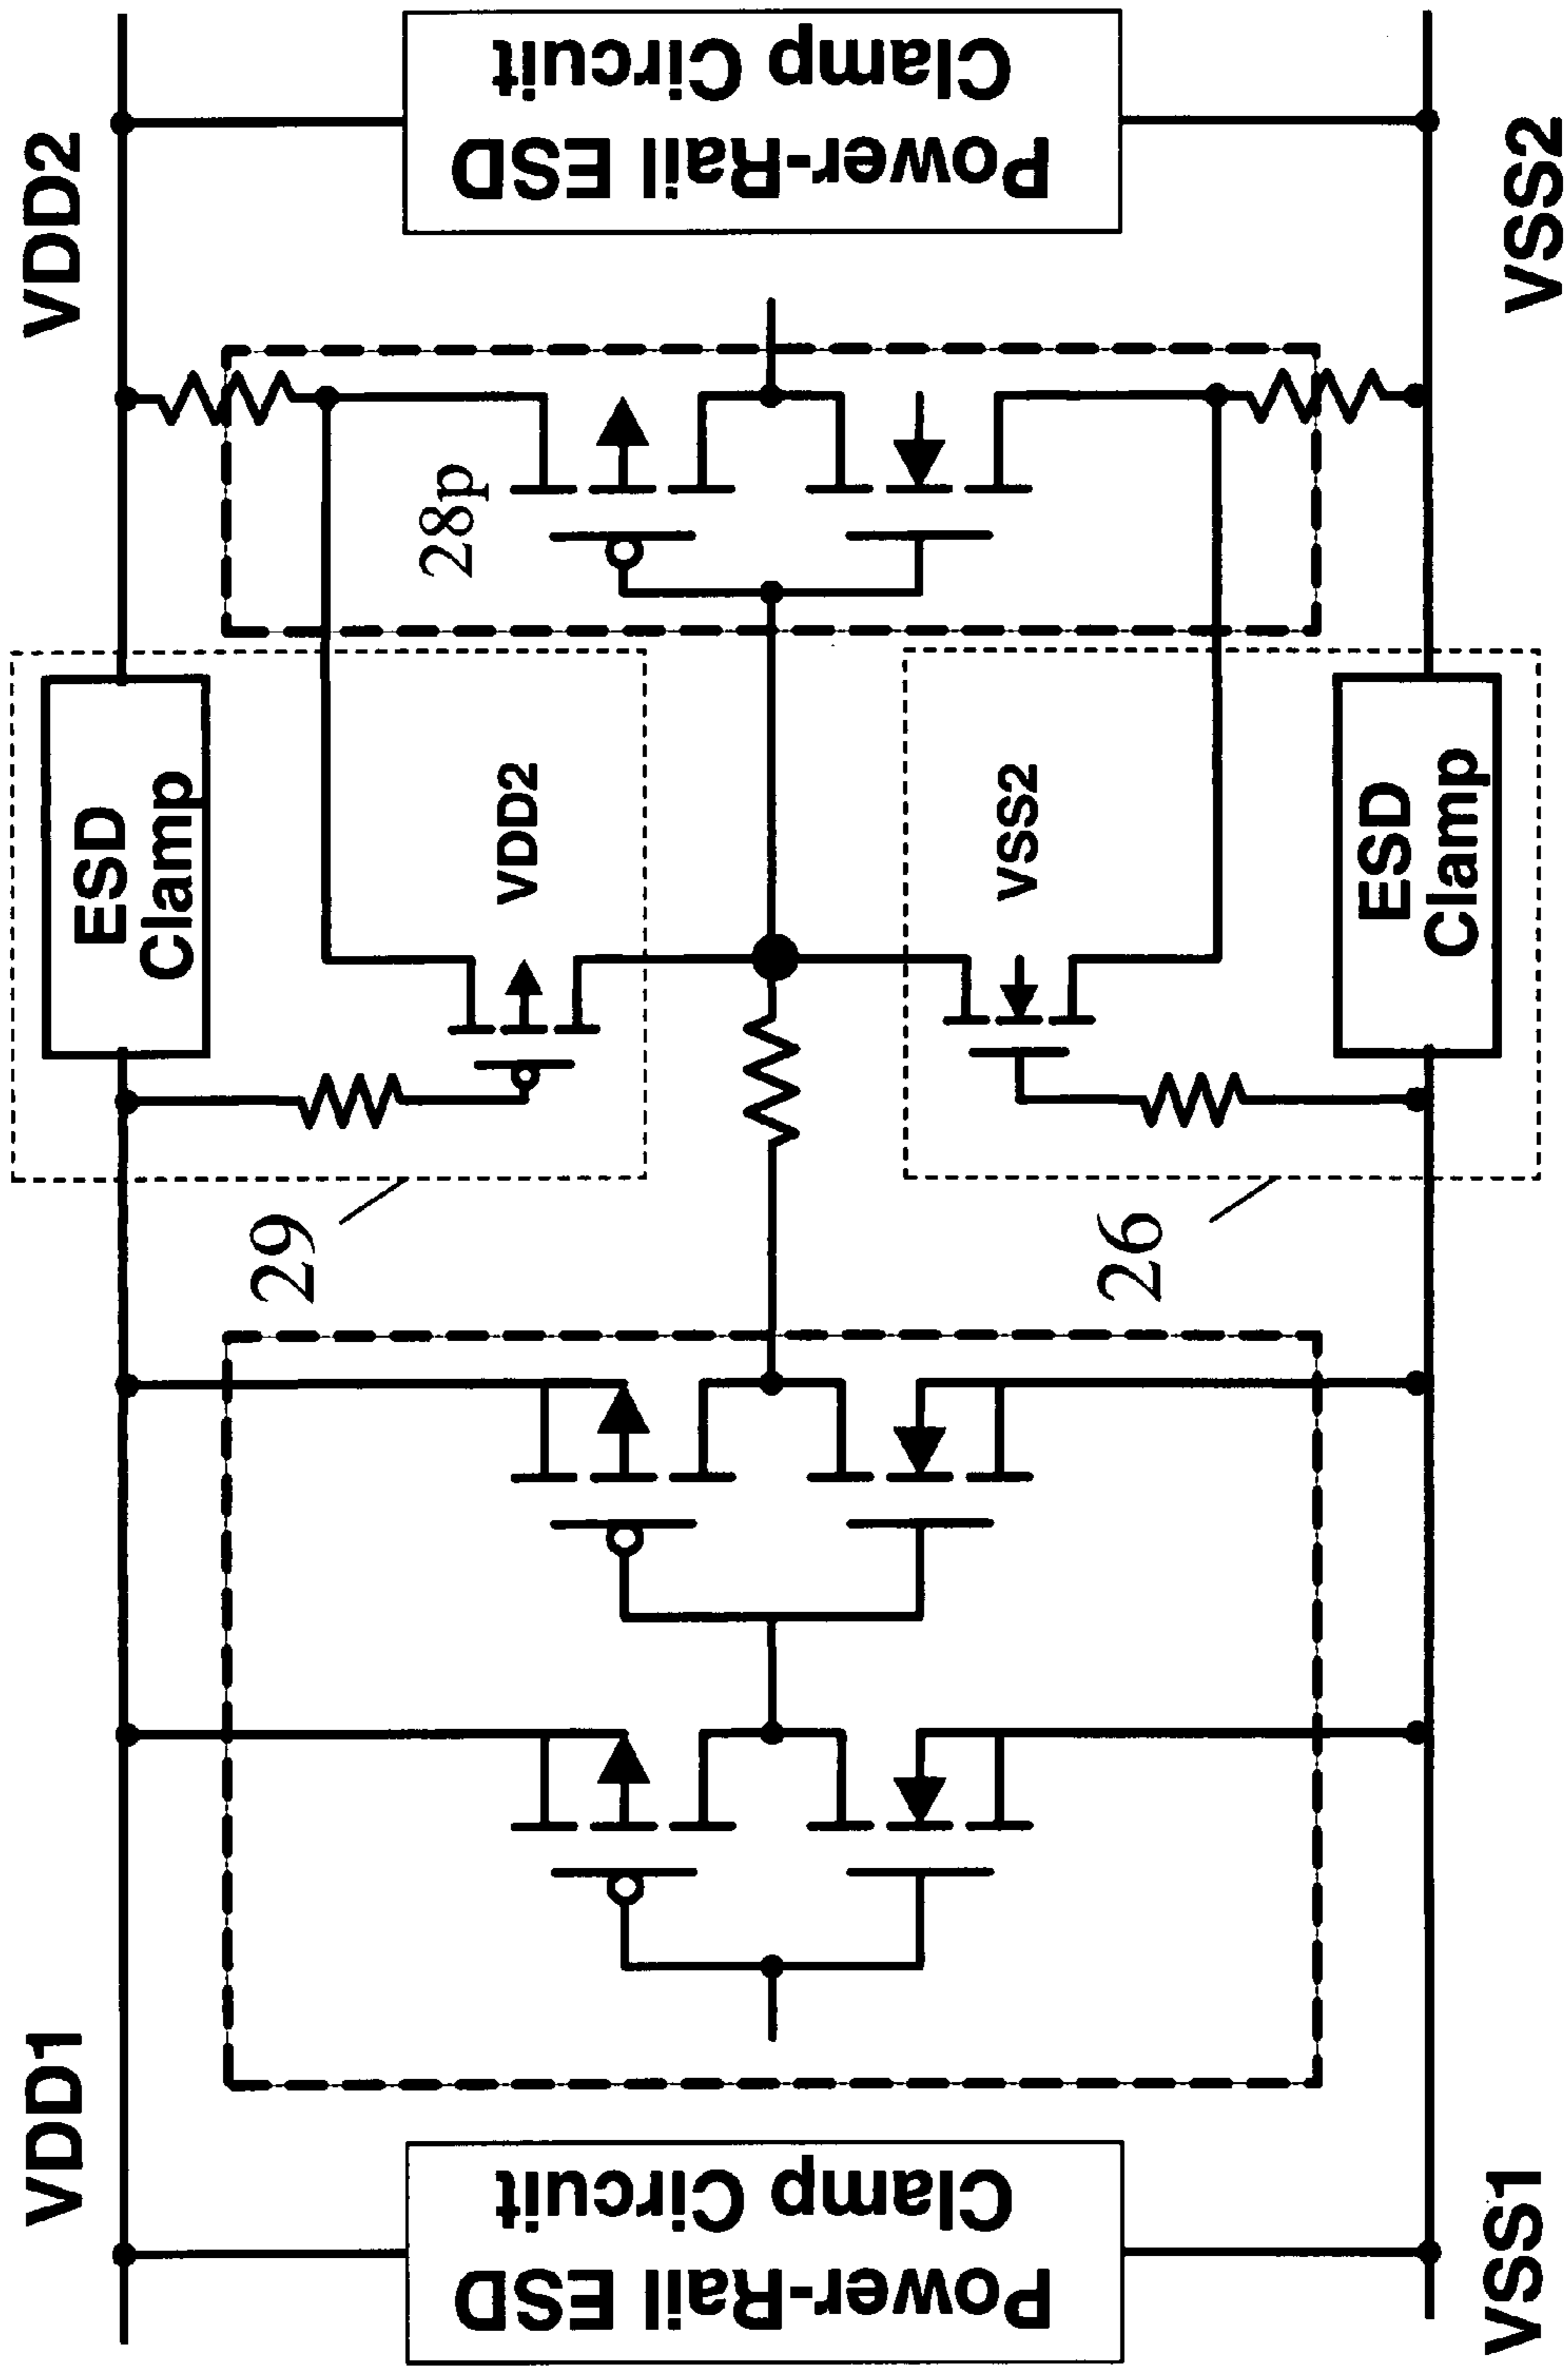 VDD1
VDD2
ESD
Clamp
29
VDD2
28p
Power-Rail ESD
Clamp Circuit
Power-Rail ESD
Clamp Circuit
VSS2
26
ESD
Clamp
VSS1
VSS2